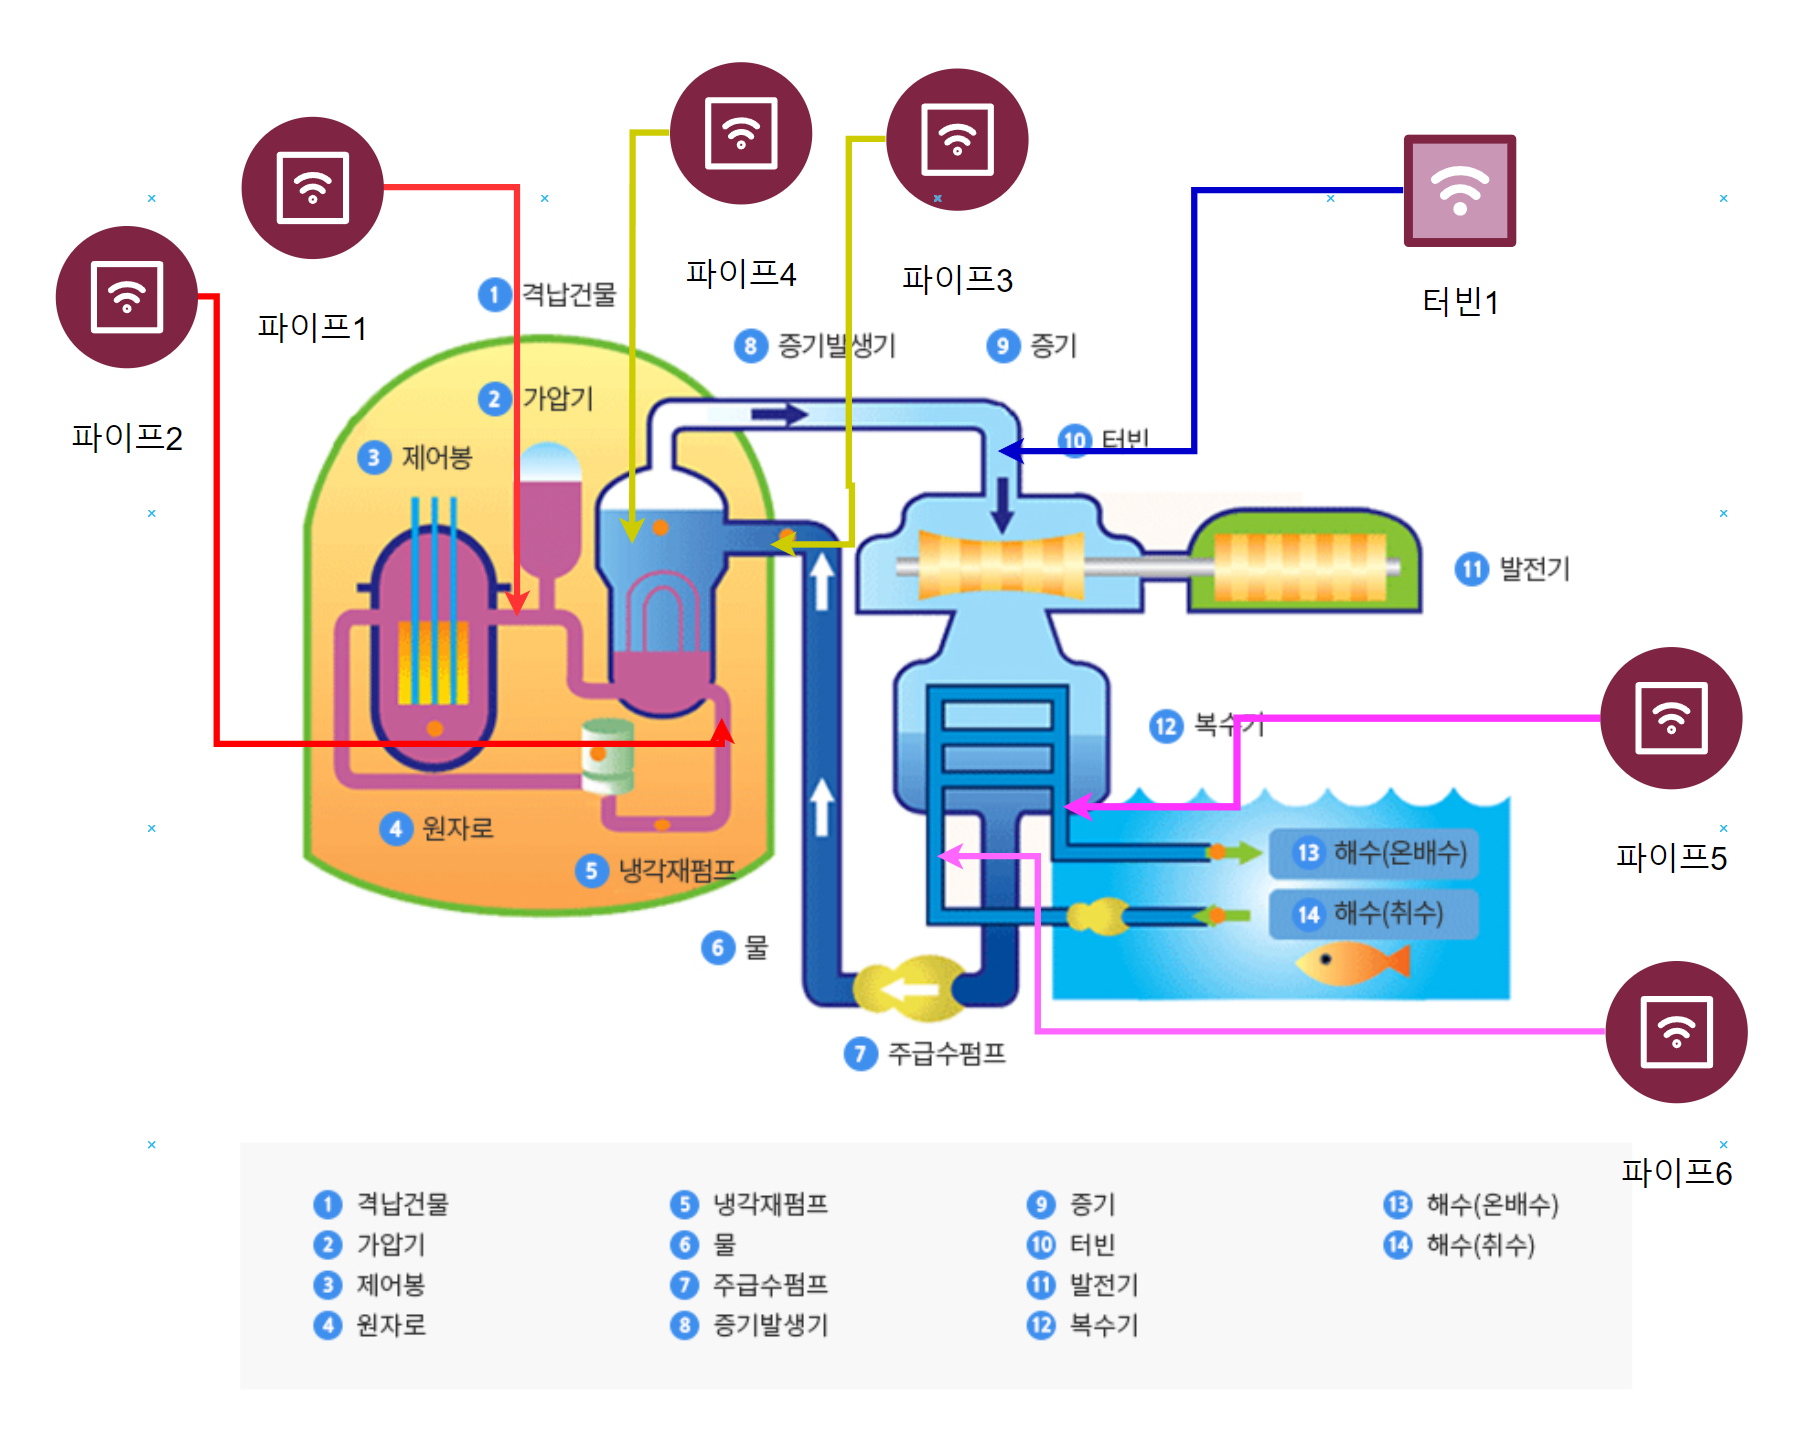 파이프4
파이프3
1 격납건물
터빈1
파이프1
8 증기발생기
9 증기
2 가압기
파이프2
3 제어봉
10 터빈
11 발전기
12 복수기
4 원자로
13 해수(온배수)
파이프5
5 냉각재펌프
14 해수(취수)
6 물
7 주급수펌프
파이프6
1 격납건물
2 가압기
3 제어봉
4 원자로
5 냉각재펌프
6 물
7 주급수펌프
8 증기발생기
9 증기
10 터빈
11 발전기
12 복수기
13 해수(온배수)
14 해수(취수)